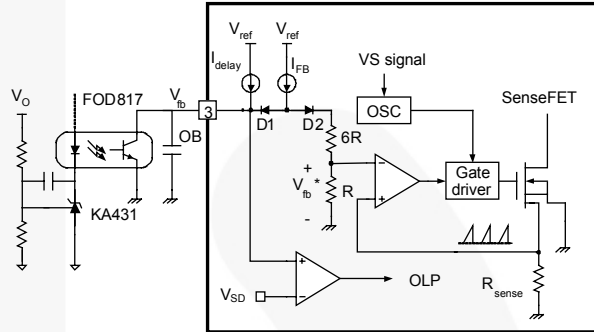 V_ref V_ref
I_delay I_FB
VS signal
FOD817
V_fb
3
V_O
OB
D1 D2
6R
OSC
SenseFET
+
V_fb * R
-
−
+
Gate
driver
KA431
+
−
V_SD
OLP
R_sense